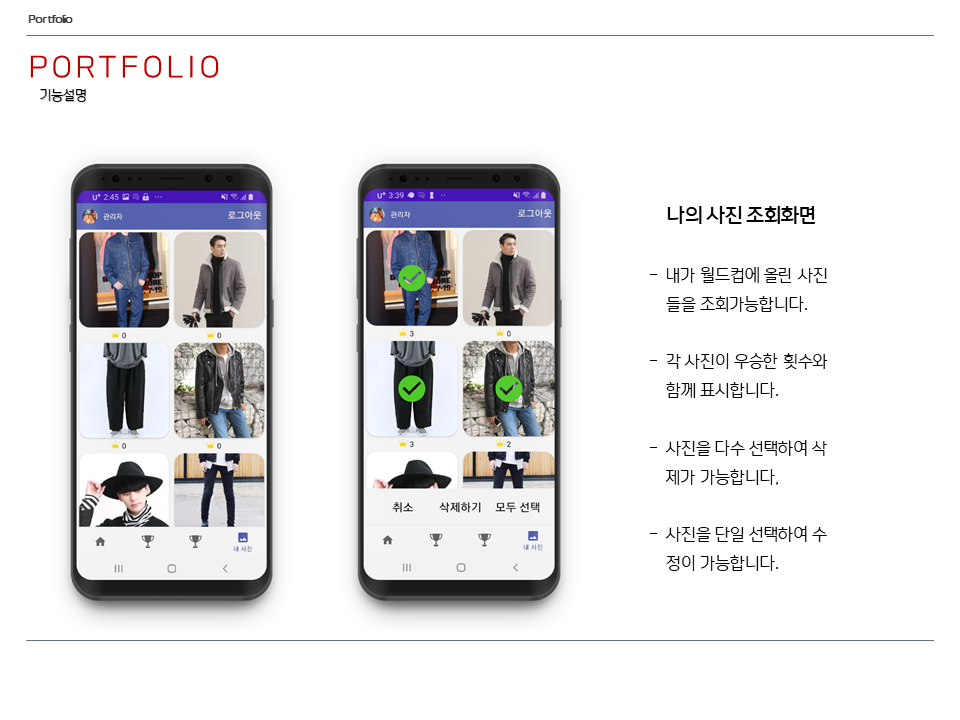 Portfolio
PORTFOLIO
기능설명
U+ 2:45
관리자
로그아웃
0
0
0
0
내 사진
U+ 3:39
관리자
로그아웃
3
0
3
2
취소
삭제하기
모두 선택
내 사진
나의 사진 조회화면
- 내가 월드컵에 올린 사진
들을 조회가능합니다.
- 각 사진이 우승한 횟수와
함께 표시합니다.
- 사진을 다수 선택하여 삭
제가 가능합니다,
- 사진을 단일 선택하여 수
정이 가능합니다.